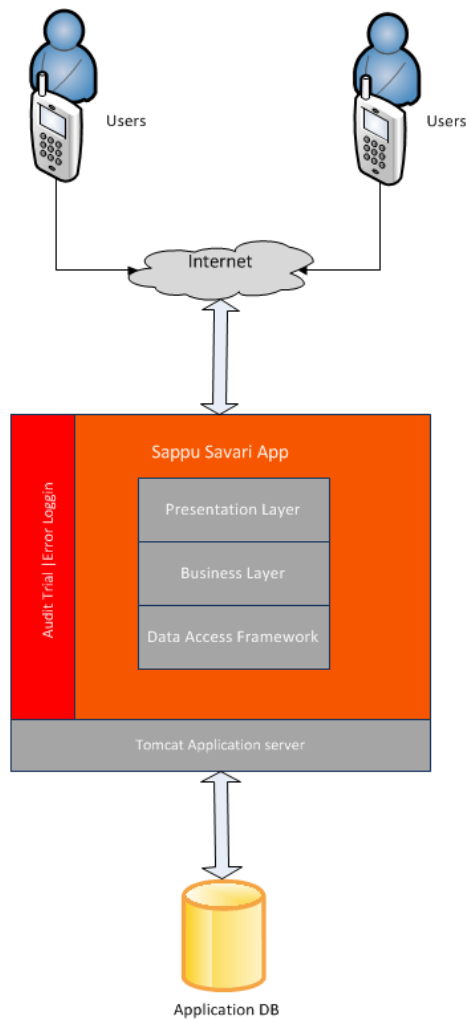 Users
Users
Internet
Sappu Savari App
Audit Trial |Error Loggin
Presentation Layer
Business Layer
Data Access Framework
Tomcat Application server
Application DB